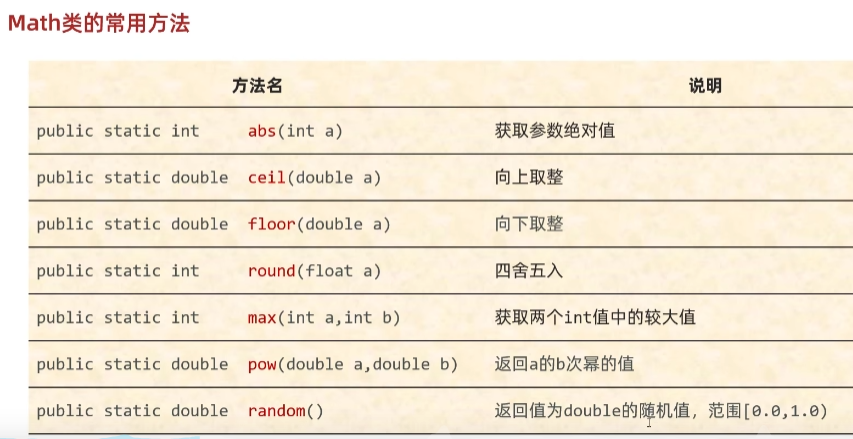 Math类的常用方法
方法名 说明
public static int abs(int a) 获取参数绝对值
public static double ceil(double a) 向上取整
public static double floor(double a) 向下取整
public static int round(float a) 四舍五入
public static int max(int a,int b) 获取两个int值中的较大值
public static double pow(double a,double b) 返回a的b次幂的值
public static double random() 返回值为double的随机值，范围[0.0,1.0)